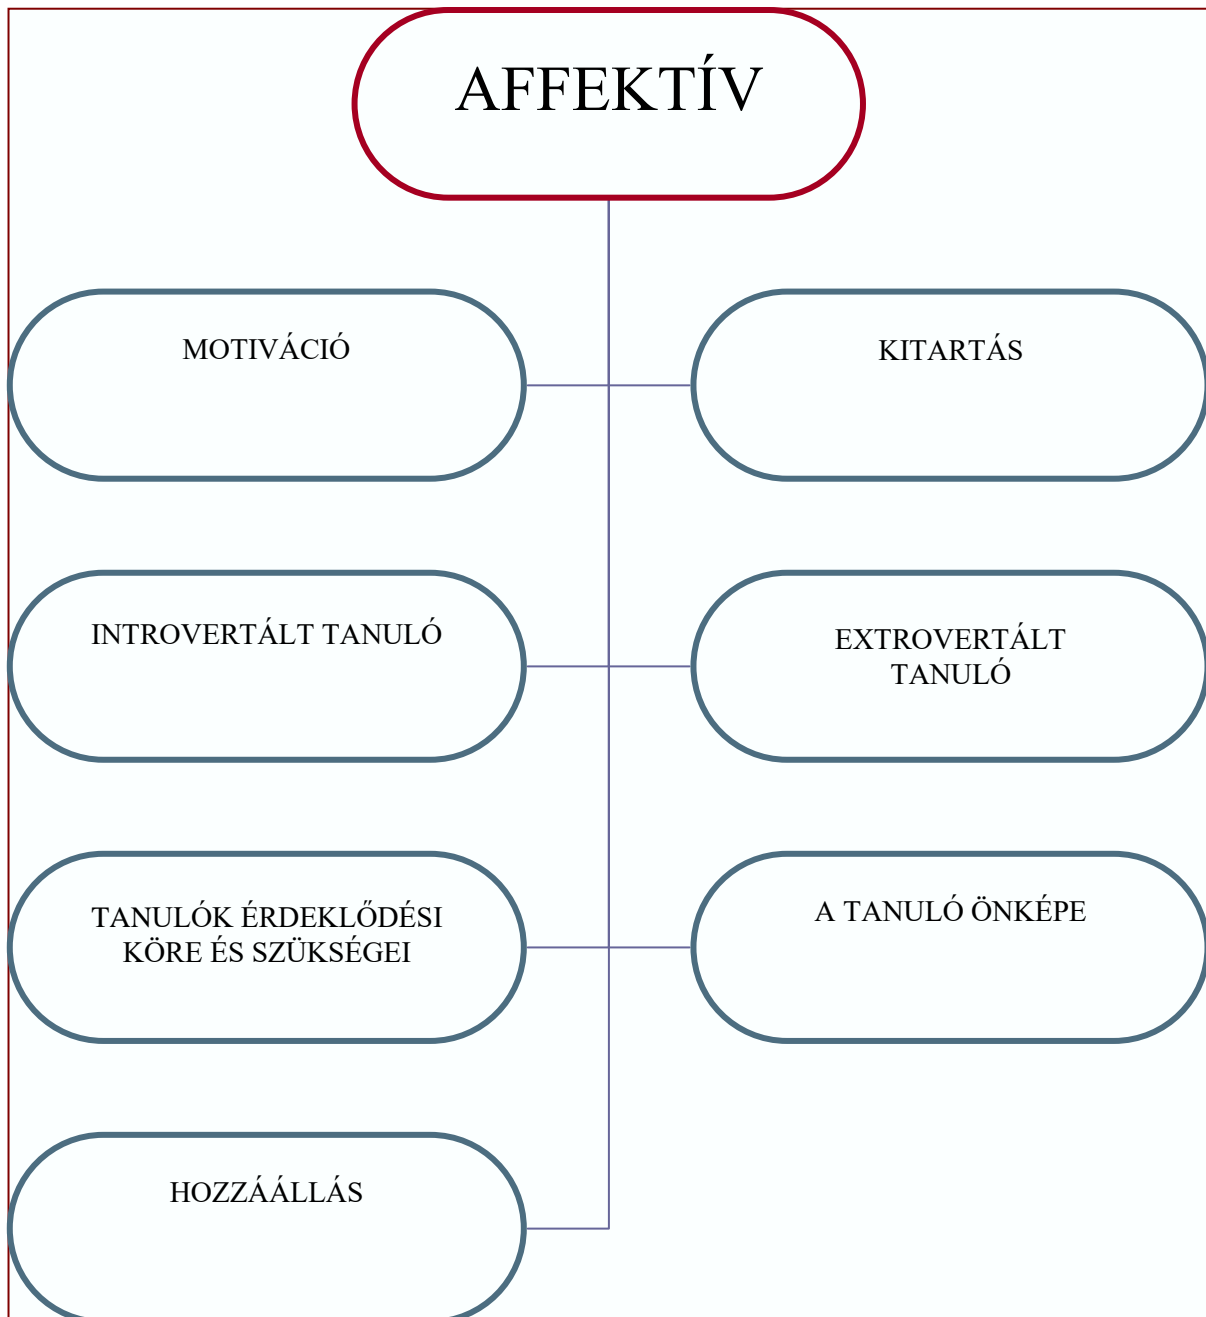 AFFEKTÍV
MOTIVÁCIÓ
KITARTÁS
INTROVERTÁLT TANULÓ
EXTROVERTÁLT
TANULÓ
TANULÓK ÉRDEKLŐDÉSI
KÖRE ÉS SZÜKSÉGEI
A TANULÓ ÖNKÉPE
HOZZÁÁLLÁS